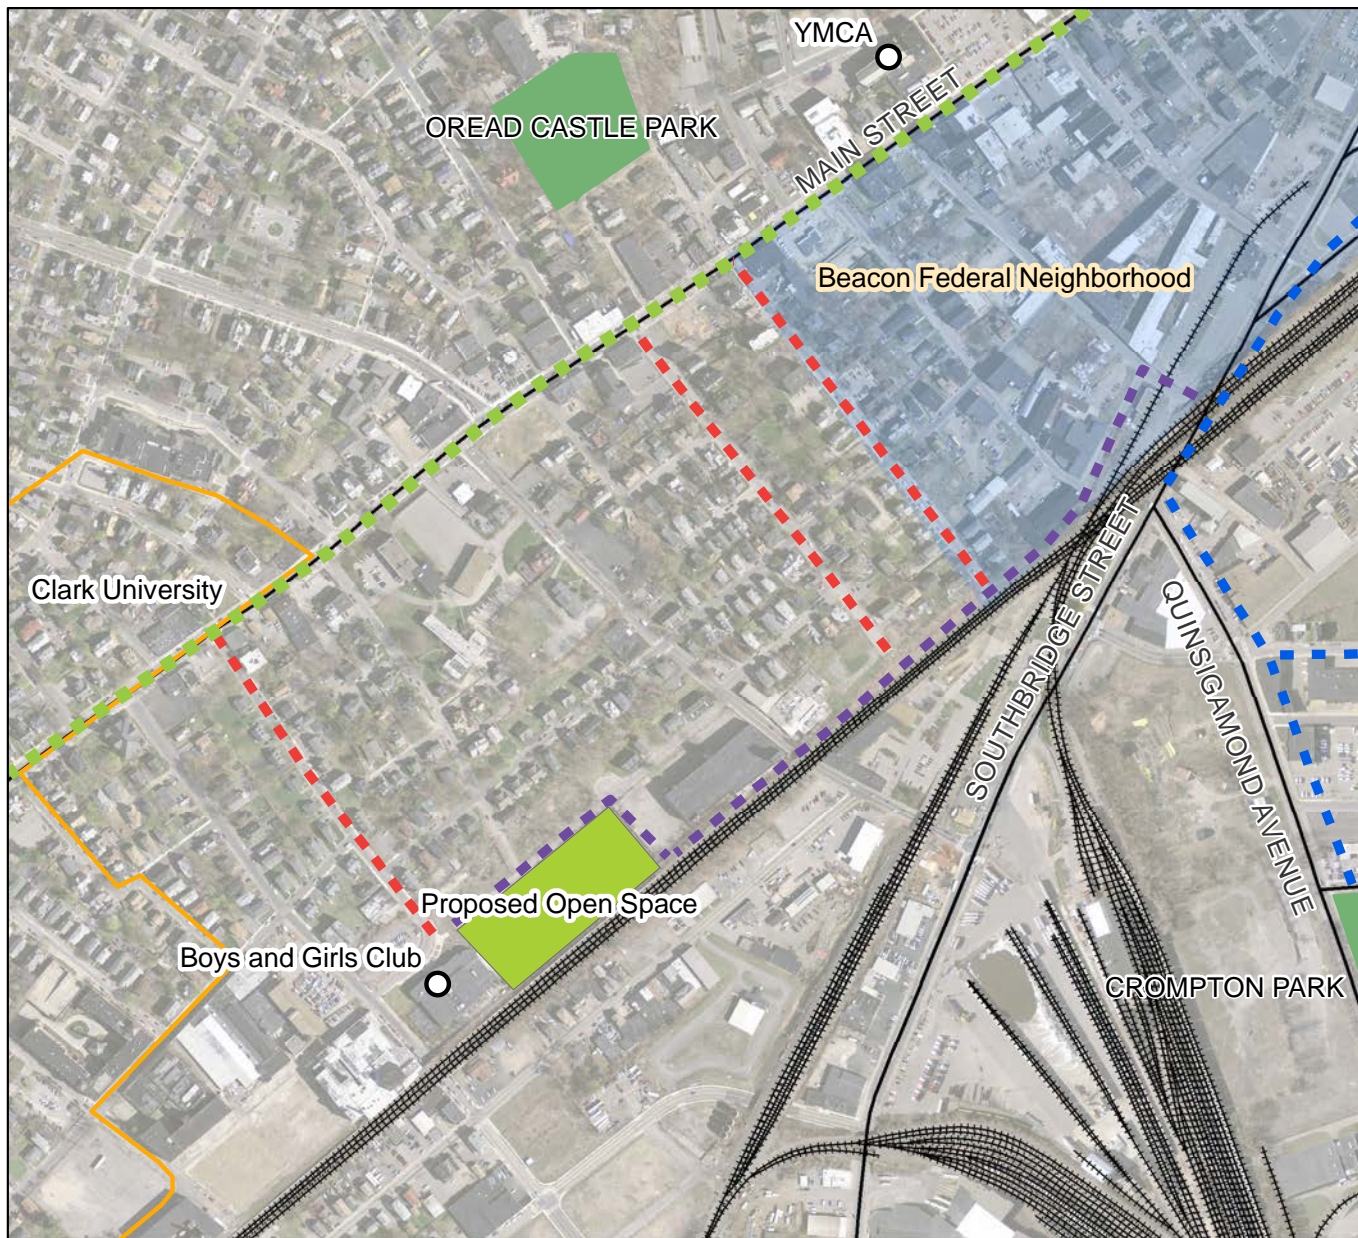 YMCA
OREAD CASTLE PARK
MAIN STREET
Beacon Federal Neighborhood
Clark University
SOUTHBRIDGE STREET
QUINSIGAMOND AVENUE
Proposed Open Space
Boys and Girls Club
CROMPTON PARK